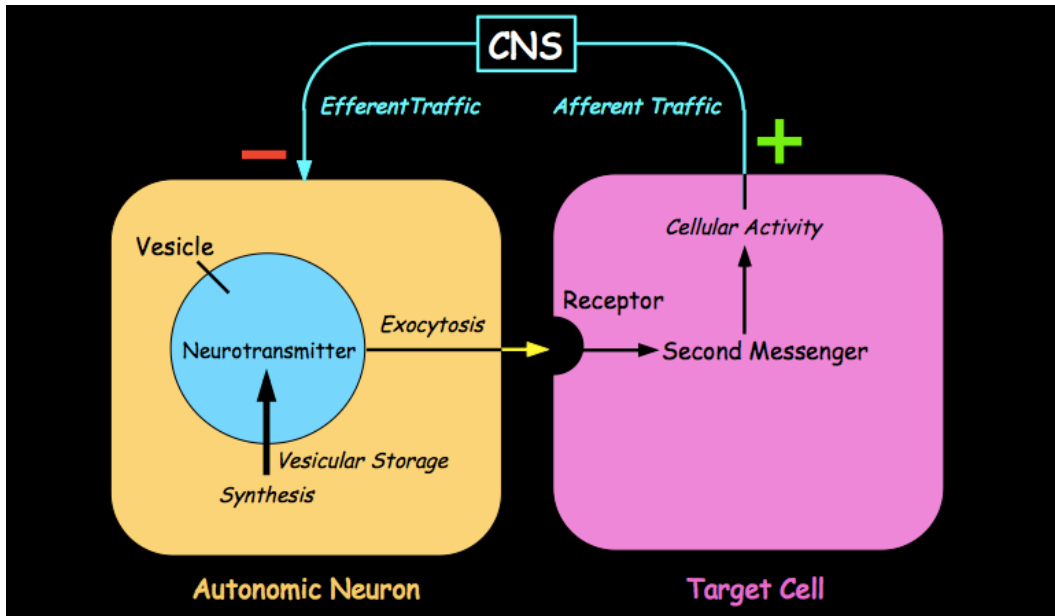 CNS
EfferentTraffic
Afferent Traffic
−
+
Vesicle
Neurotransmitter
Exocytosis
Vesicular Storage
Synthesis
Receptor
Second Messenger
Cellular Activity
Autonomic Neuron
Target Cell